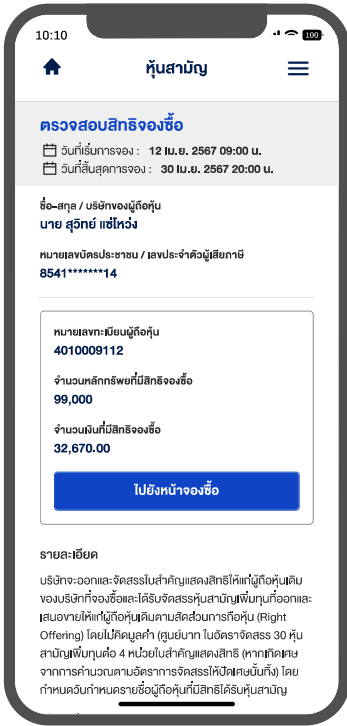 10:10
100
หุ้นสามัญ
ตรวจสอบสิทธิจองซื้อ
วันที่เริ่มการจอง : 12 เม.ย. 2567 09:00 น.
วันที่สิ้นสุดการจอง : 30 เม.ย. 2567 20:00 น.
ชื่อ-สกุล / บริษัทของผู้ถือหุ้น
นาย สุวิทย์ แซ่โหว่ง
หมายเลขบัตรประชาชน / เลขประจำตัวผู้เสียภาษี
8541*******14
หมายเลขทะเบียนผู้ถือหุ้น
4010009112
จำนวนหลักทรัพย์ที่มีสิทธิจองซื้อ
99,000
จำนวนเงินที่มีสิทธิจองซื้อ
32,670.00
ไปยังหน้าจองซื้อ
รายละเอียด
บริษัทจะออกและจัดสรรใบสำคัญแสดงสิทธิให้แก่ผู้ถือหุ้นเดิม
ของบริษัทที่จองซื้อและได้รับจัดสรรหุ้นสามัญเพิ่มทุนที่ออกและ
เสนอขายให้แก่ผู้ถือหุ้นเดิมตามสัดส่วนการถือหุ้น (Right
Offering) โดยไม่คิดมูลค่า (ศูนย์บาท ในอัตราจัดสรร 30 หุ้น
สามัญเพิ่มทุนต่อ 4 หน่วยใบสำคัญแสดงสิทธิ (หากเกิดเศษ
จากการคำนวณตามอัตราการจัดสรรให้ปัดเศษนั้นทิ้ง) โดย
กำหนดวันกำหนดรายชื่อผู้ถือหุ้นที่มีสิทธิได้รับหุ้นสามัญ